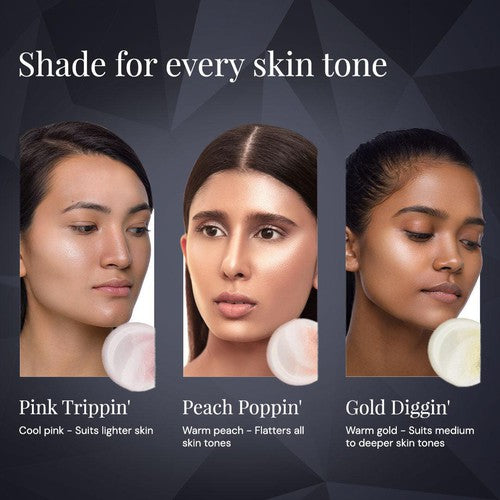 Shade for every skin tone
Pink Trippin'
Cool pink - Suits lighter skin
Peach Poppin'
Warm peach - Flatters all
skin tones
Gold Diggin'
Warm gold - Suits medium
to deeper skin tones